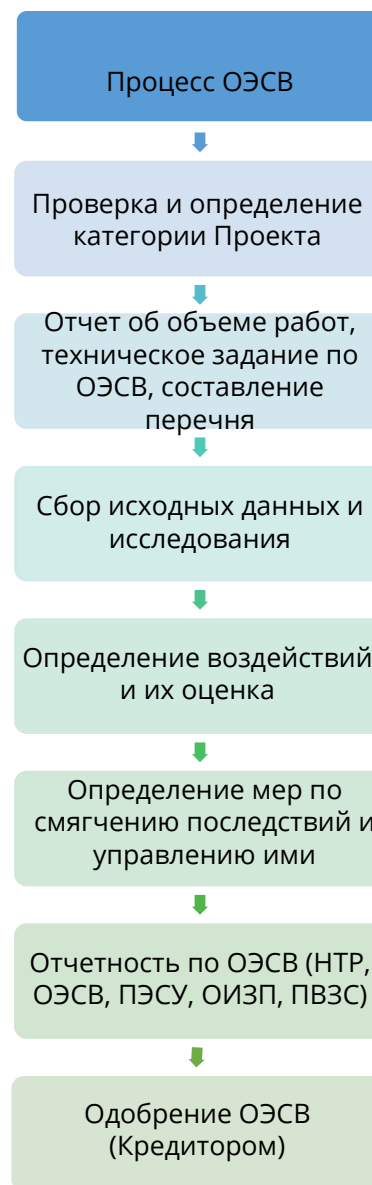 Процесс ОЭСВ
Проверка и определение
категории Проекта
Отчет об объеме работ,
техническое задание по
ОЭСВ, составление
перечня
Сбор исходных данных и
исследования
Определение воздействий
и их оценка
Определение мер по
смягчению последствий и
управлению ими
Отчетность по ОЭСВ (НТР,
ОЭСВ, ПЭСУ, ОИЗП, ПВЗС)
Одобрение ОЭСВ
(Кредитором)